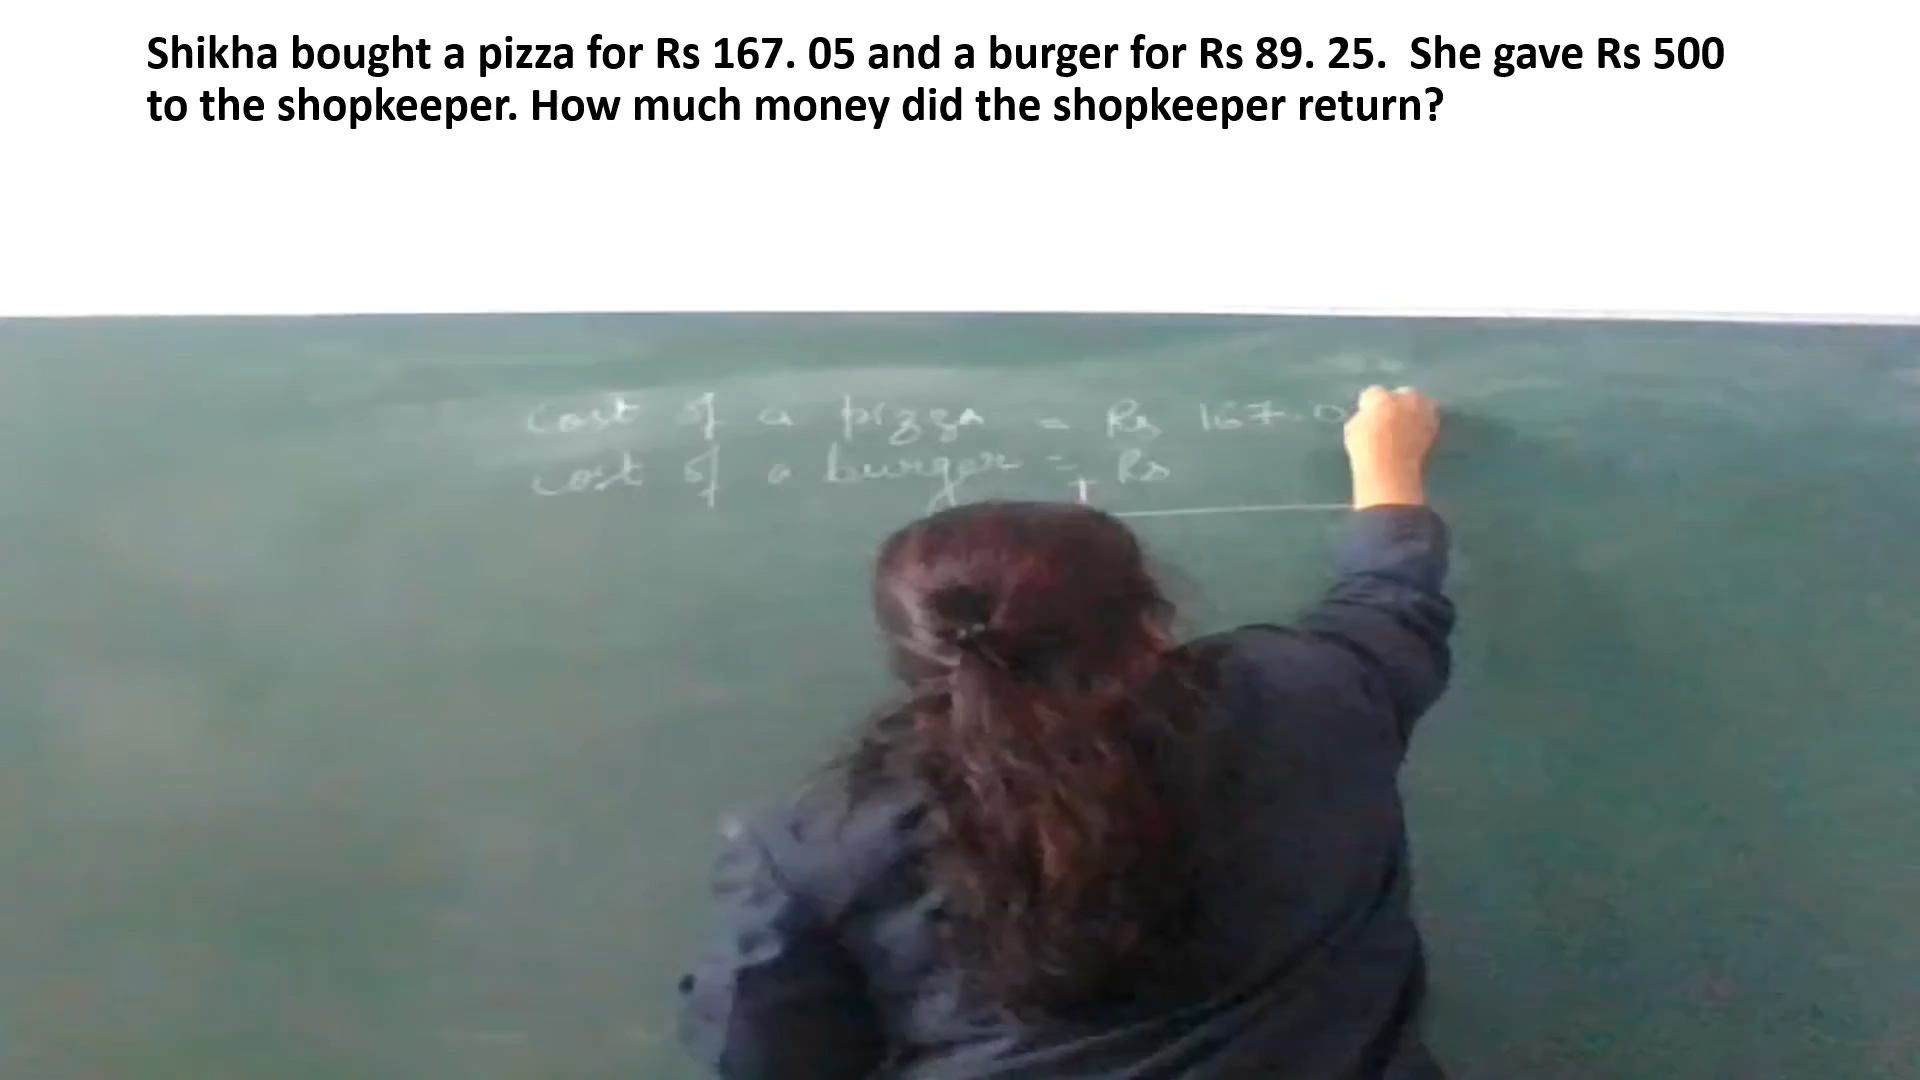 Shikha bought a pizza for Rs 167. 05 and a burger for Rs 89. 25. She gave Rs 500
to the shopkeeper. How much money did the shopkeeper return?
cost of a pizza = Rs 167.0
cost of a burger = Rs
+